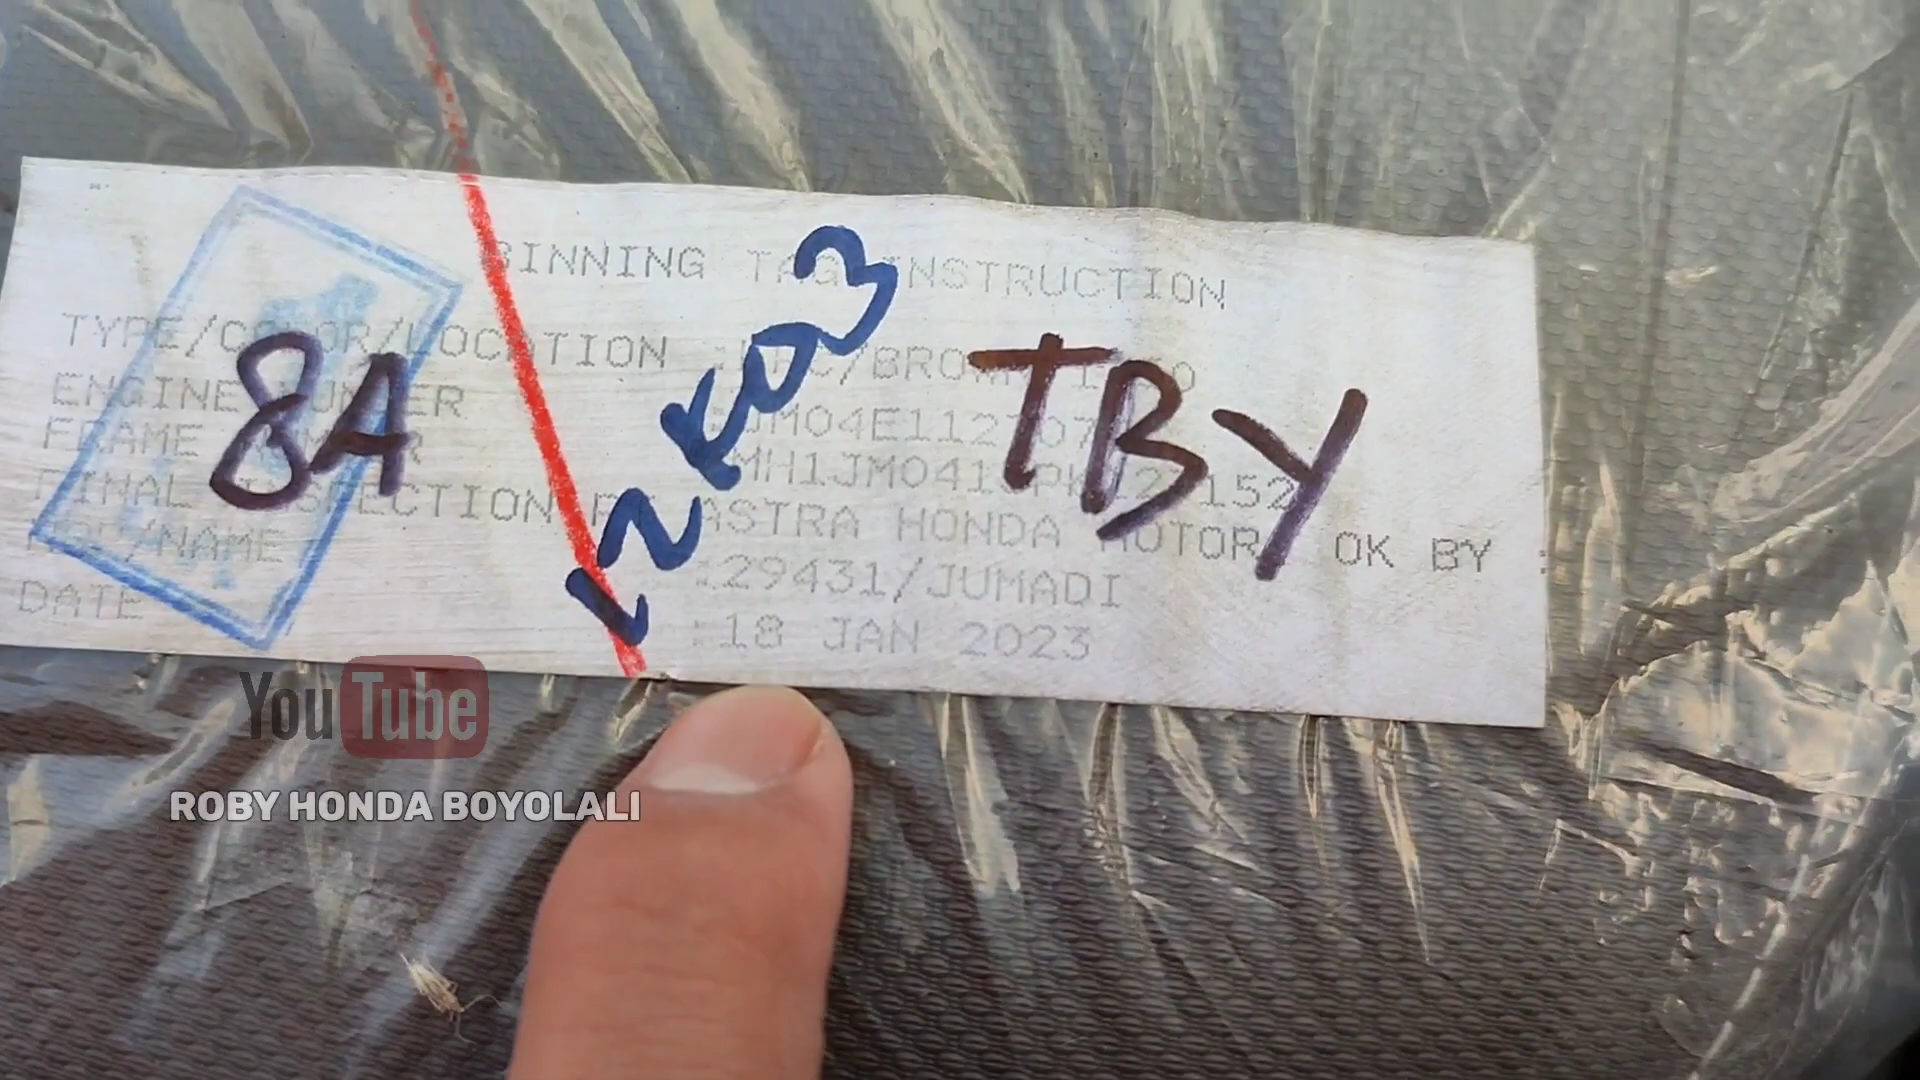 BINNING TAG INSTRUCTION
TYPE/COLOR/LOCATION
ENGINE NUMBER
FRAME NUMBER
FINAL INSPECTION PT ASTRA HONDA MOTOR OK BY :
/NAME :29431/JUMADI
DATE :18 JAN 2023
8A
12K03
TBY
YouTube
ROBY HONDA BOYOLALI